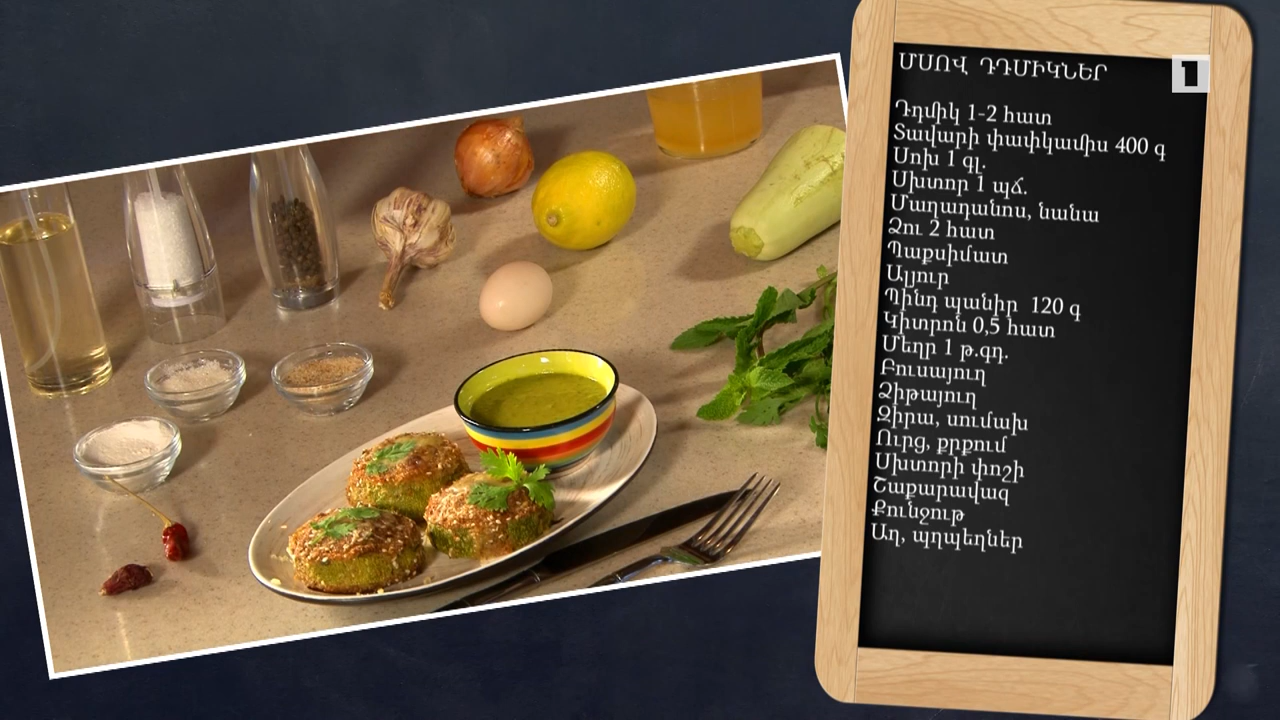 ՄՍՈՎ ԴԴՄԻԿՆԵՐ
1
Դդմիկ 1-2 հատ
Տավարի փափկամիս 400 գ
Սոխ 1 գլ.
Սխտոր 1 պճ.
Մաղադանոս, նանա
Ձու 2 հատ
Պաքսիմատ
Ալյուր
Պինդ պանիր 120 գ
Կիտրոն 0,5 հատ
Մեղր 1 թ.գդ.
Բուսայուղ
Ձիթայուղ
Զիրա, սումախ
Ուրց, քրքում
Սխտորի փոշի
Շաքարավազ
Քունջութ
Աղ, պղպեղներ